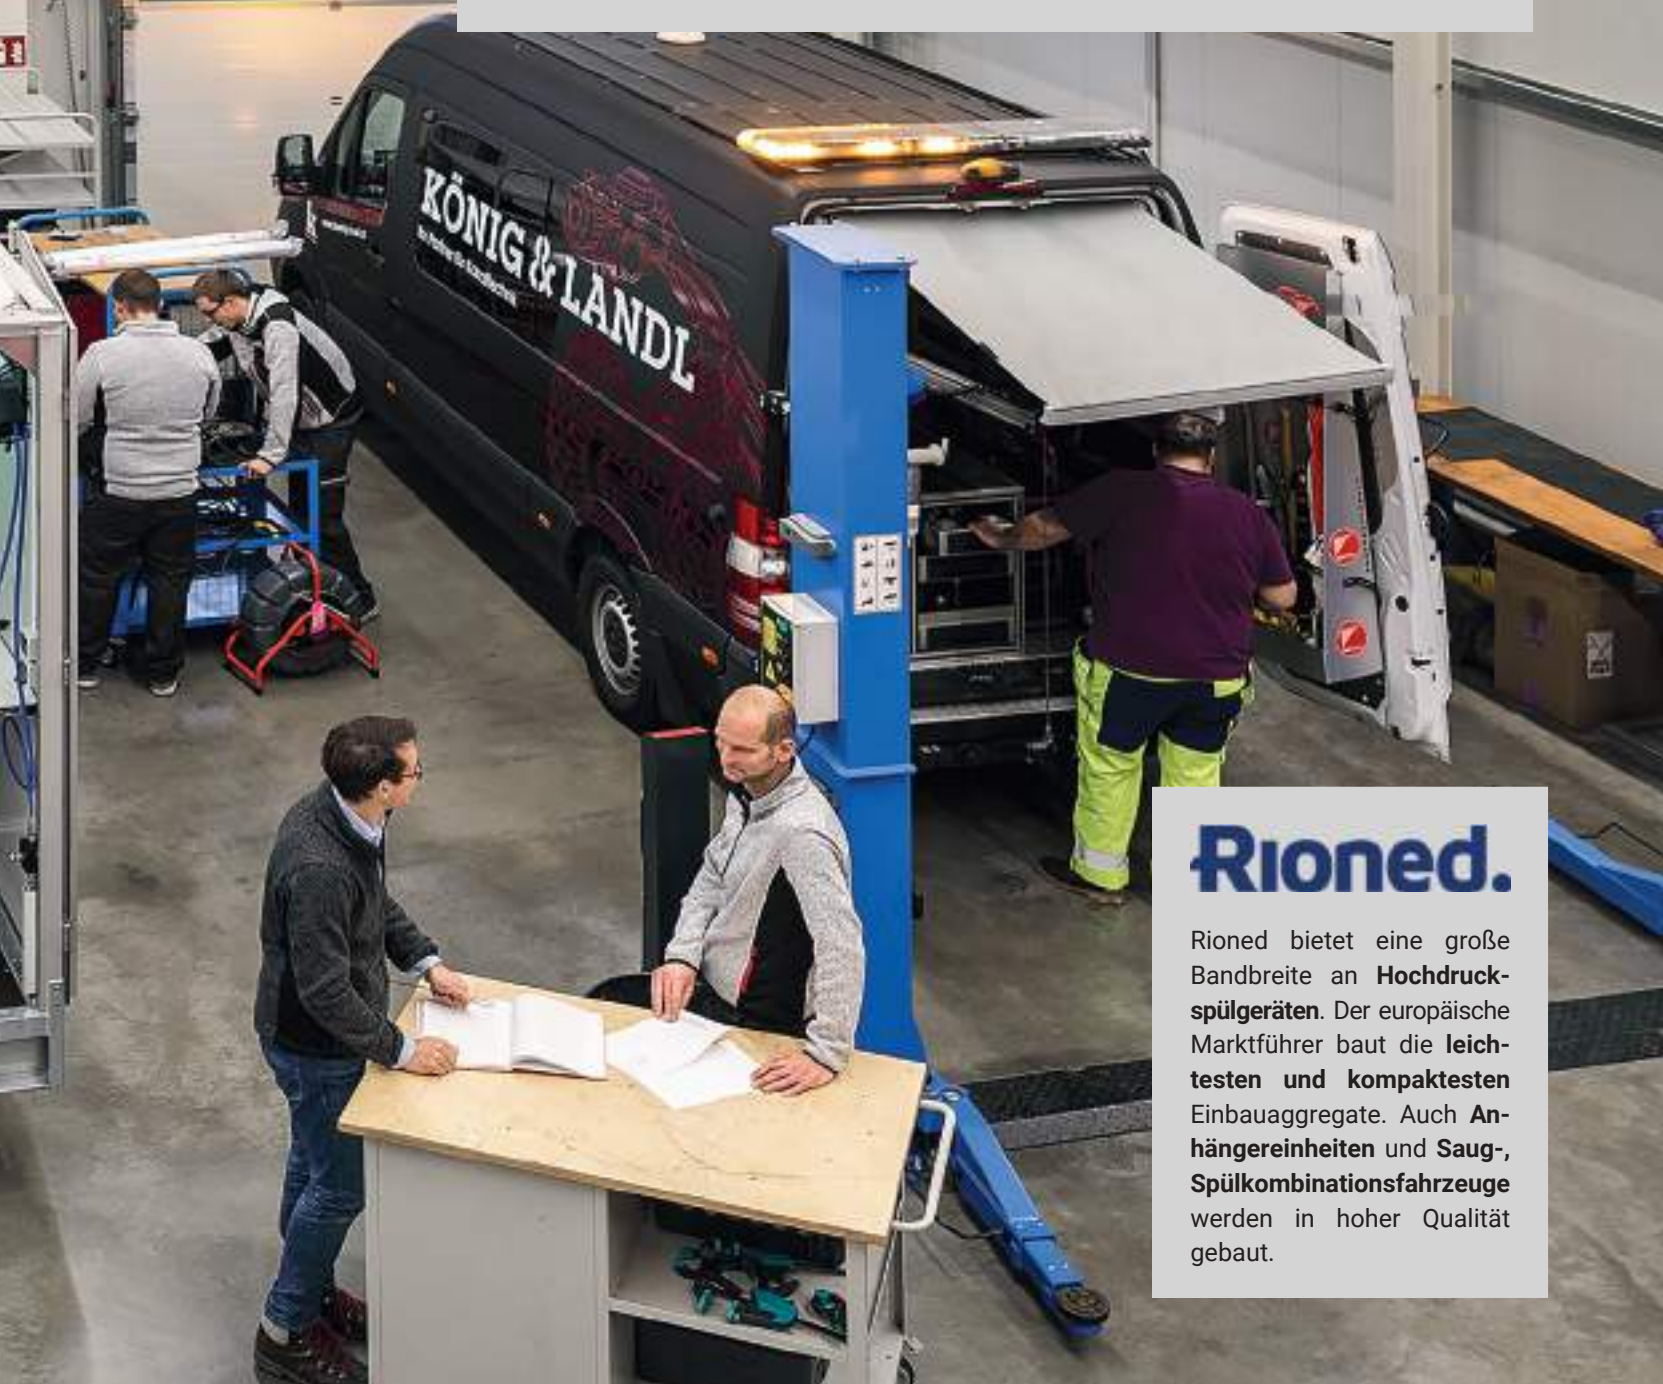 KÖNIG & LANDL
Rioned.
Rioned bietet eine große
Bandbreite an Hochdruck-
spülgeräten. Der europäische
Marktführer baut die leich-
testen und kompaktesten
Einbauaggregate. Auch An-
hängereinheiten und Saug-,
Spülkombinationsfahrzeuge
werden in hoher Qualität
gebaut.